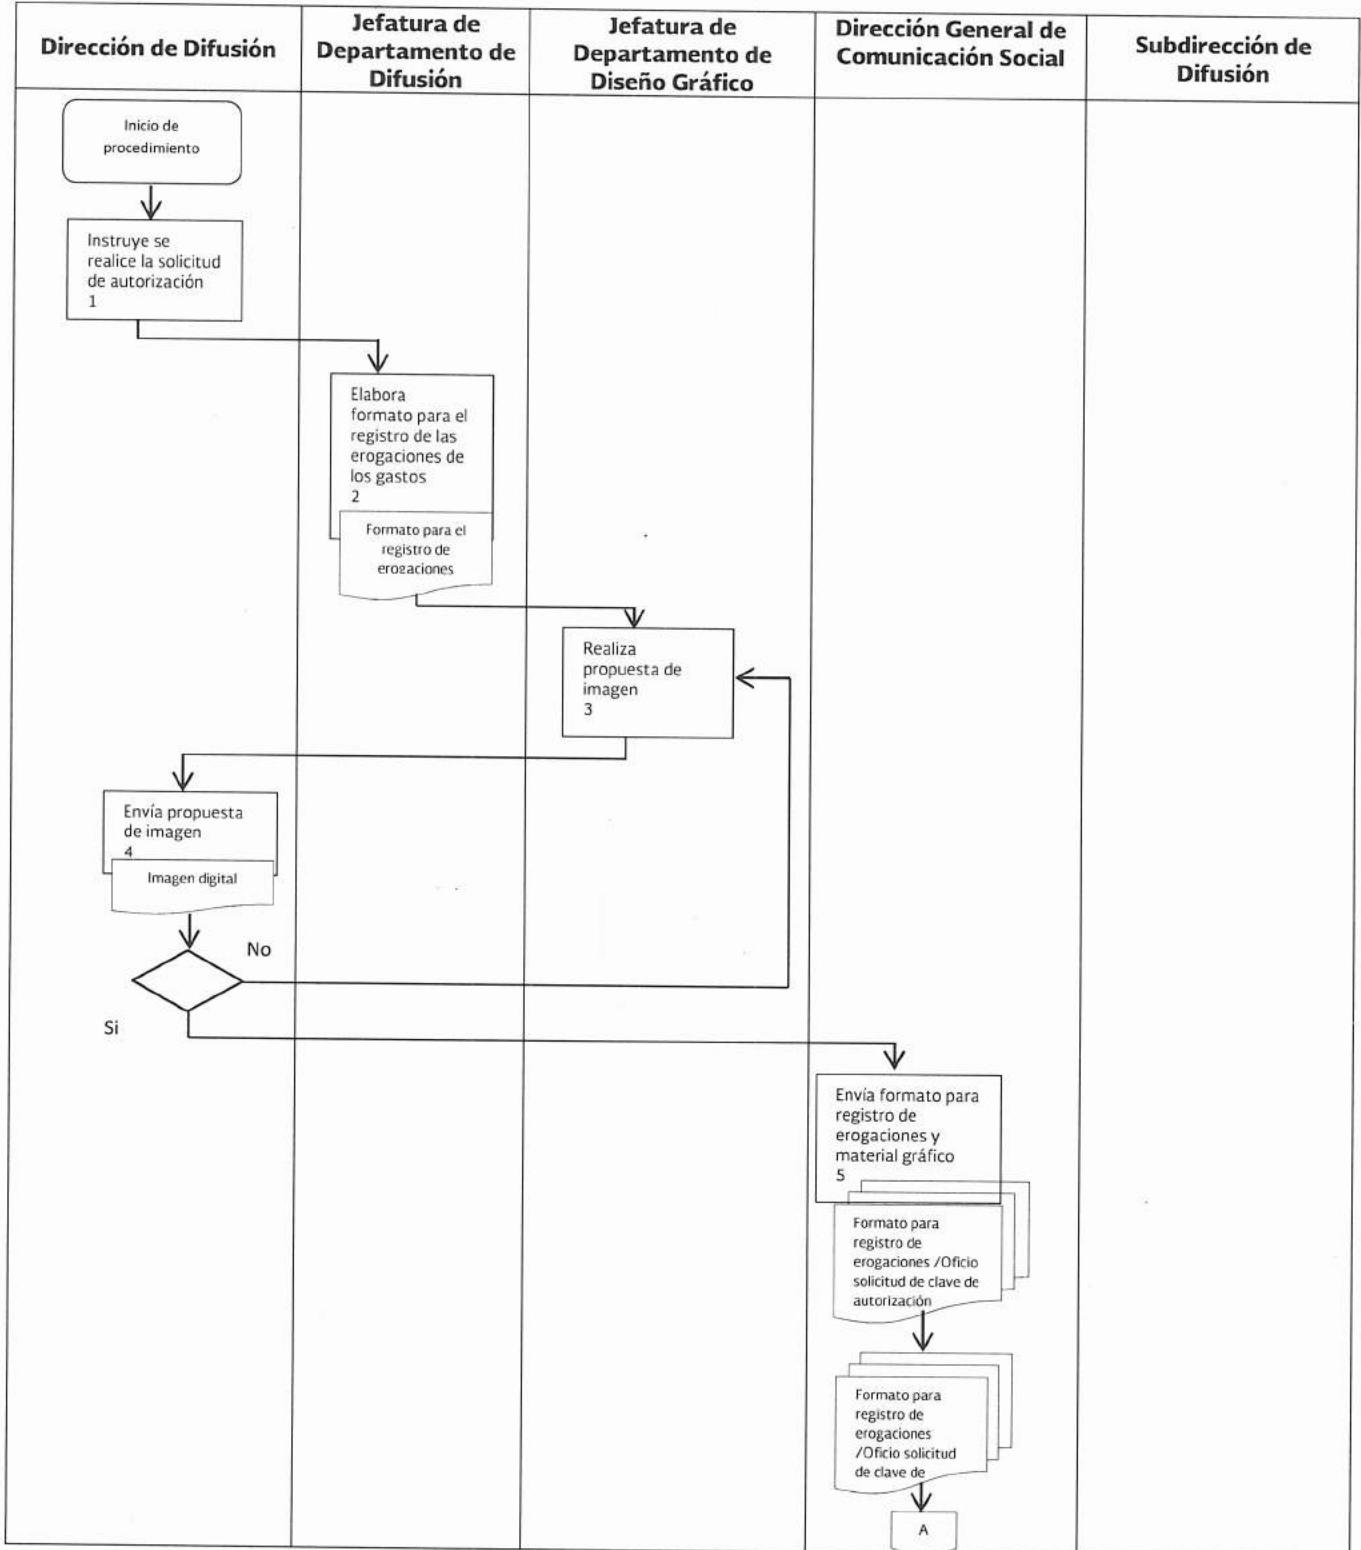 Dirección de Difusión
Jefatura de
Departamento de
Difusión
Jefatura de
Departamento de
Diseño Gráfico
Dirección General de
Comunicación Social
Subdirección de
Difusión
Inicio de
procedimiento
Instruye se
realice la solicitud
de autorización
1
Elabora
formato para el
registro de las
erogaciones de
los gastos
2
Formato para el
registro de
erogaciones
Realiza
propuesta de
imagen
3
Envía propuesta
de imagen
4
Imagen digital
No
Si
Envía formato para
registro de
erogaciones y
material gráfico
5
Formato para
registro de
erogaciones /Oficio
solicitud de clave de
autorización
Formato para
registro de
erogaciones
/Oficio solicitud
de clave de
A